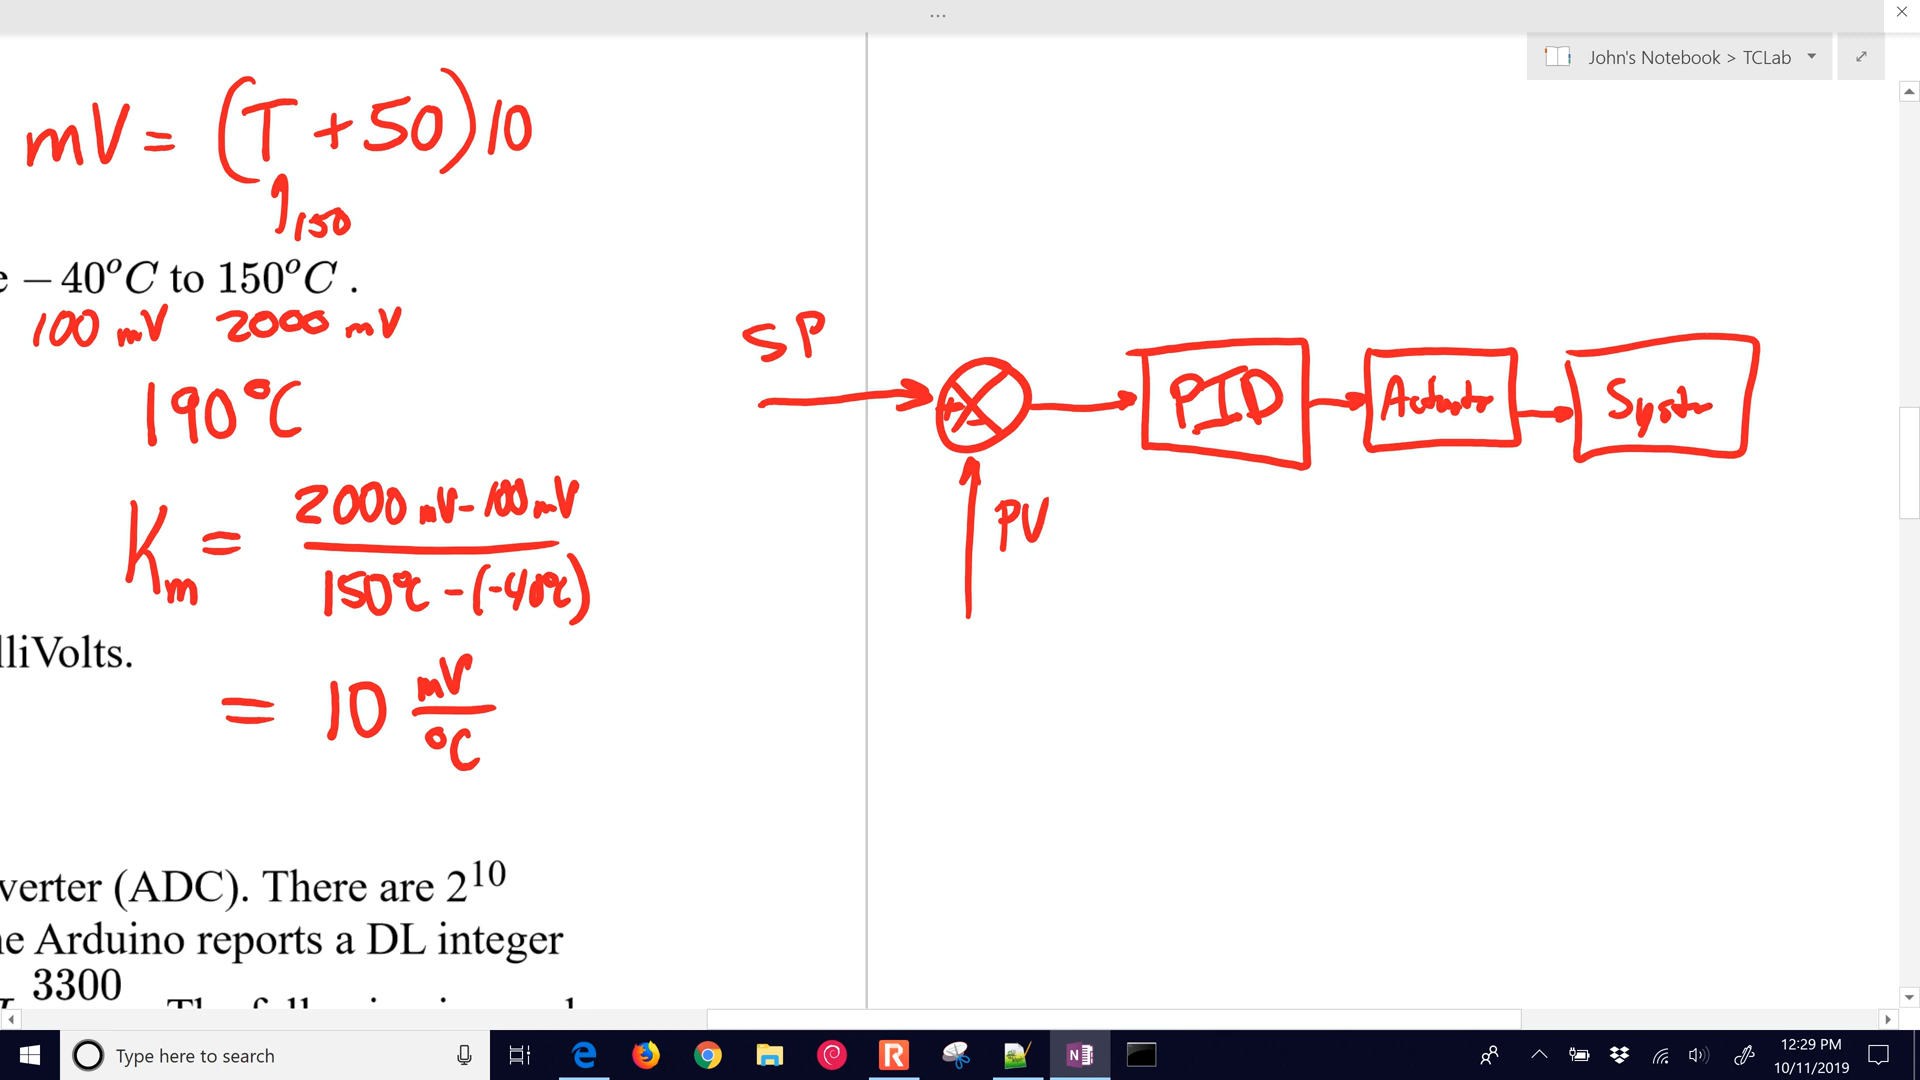 John's Notebook > TCLab
mV = (T + 50)10
150
e − 40°C to 150°C .
100 mV 2000 mV
190°C
Km = 2000 mV - 100 mV
150°C - (-40°C)
= 10 mV
°C
lliVolts.
verter (ADC). There are 2^10
e Arduino reports a DL integer
3300
SP
+ -
PID
Actuator
System
PV
Type here to search
12:29 PM
10/11/2019